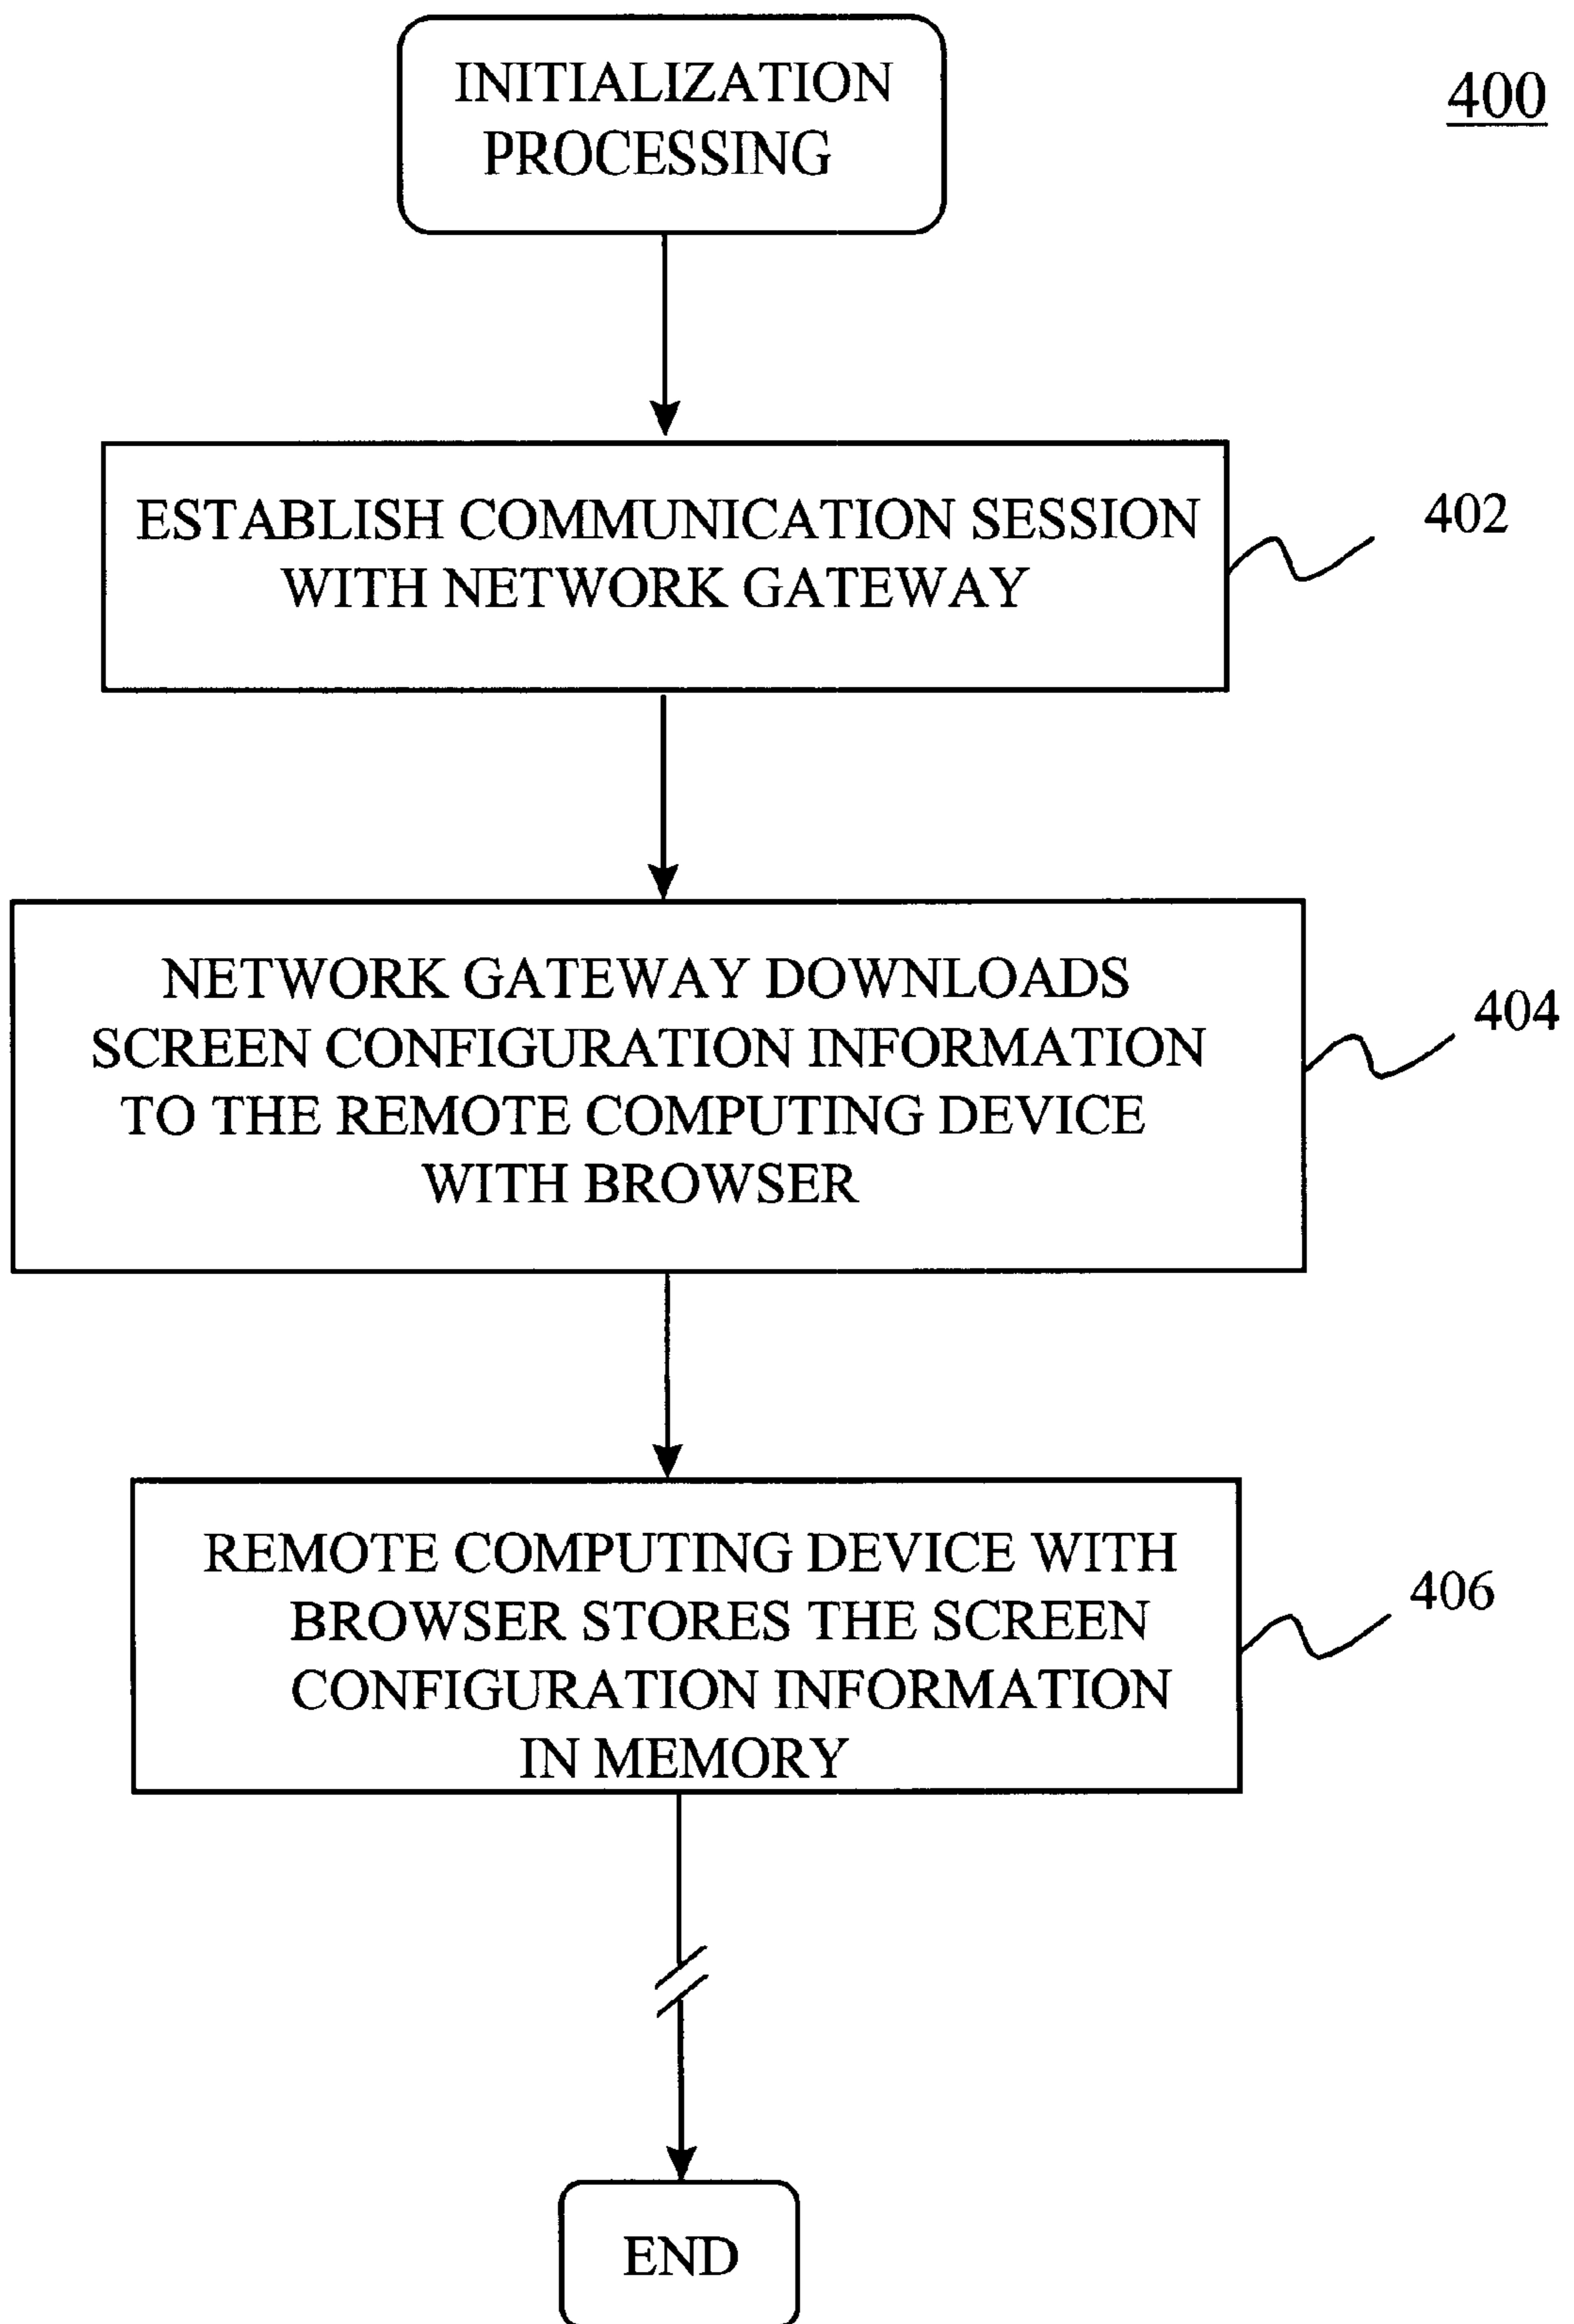 INITIALIZATION
PROCESSING
400
ESTABLISH COMMUNICATION SESSION
WITH NETWORK GATEWAY
402
NETWORK GATEWAY DOWNLOADS
SCREEN CONFIGURATION INFORMATION
TO THE REMOTE COMPUTING DEVICE
WITH BROWSER
404
REMOTE COMPUTING DEVICE WITH
BROWSER STORES THE SCREEN
CONFIGURATION INFORMATION
IN MEMORY
406
END